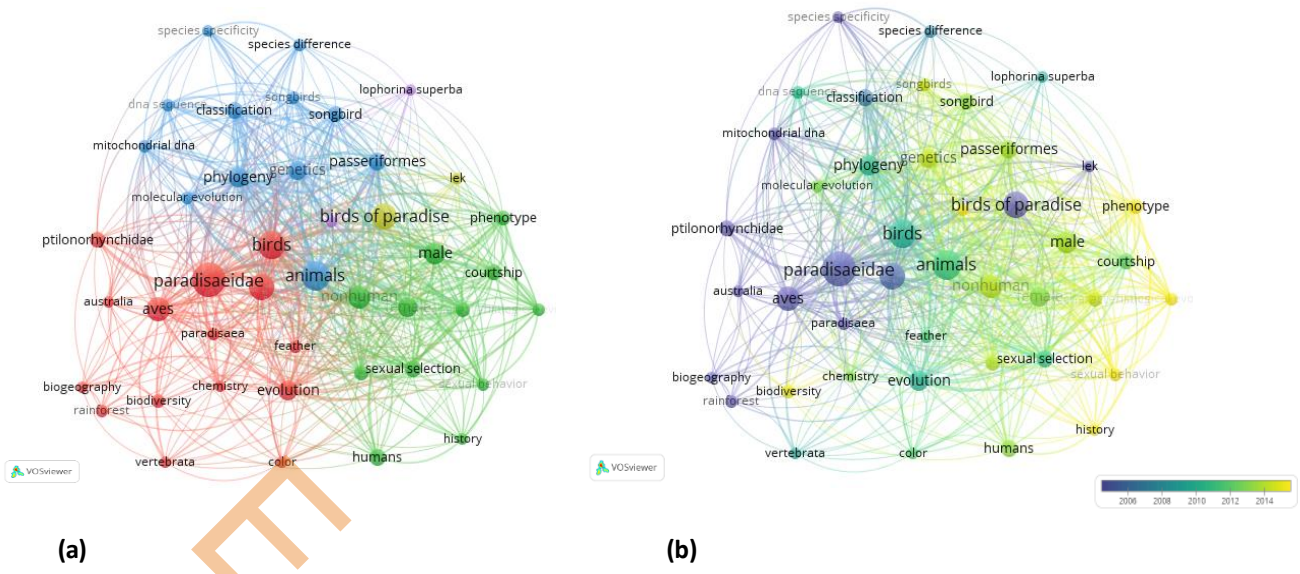 species specificity
species difference
lophorina superba
dna sequence
songbirds
classification
songbird
mitochondrial dna
passeriformes
phylogeny
genetics
lek
molecular evolution
birds of paradise
phenotype
ptilonorhynchidae
birds
male
courtship
paradisaeidae
animals
nonhuman
australia
aves
female
paradisaea
feather
sexual selection
biogeography
chemistry
evolution
sexual behavior
rainforest
biodiversity
history
vertebrata
color
humans
VOSviewer
(a)
species specificity
species difference
lophorina superba
songbirds
dna sequence
classification
songbird
mitochondrial dna
passeriformes
phylogeny
genetics
lek
molecular evolution
birds of paradise
phenotype
ptilonorhynchidae
birds
male
courtship
paradisaeidae
animals
nonhuman
australia
aves
female
paradisaea
feather
sexual selection
biogeography
chemistry
evolution
sexual behavior
rainforest
biodiversity
history
vertebrata
color
humans
VOSviewer
2006 2008 2010 2012 2014
(b)
E